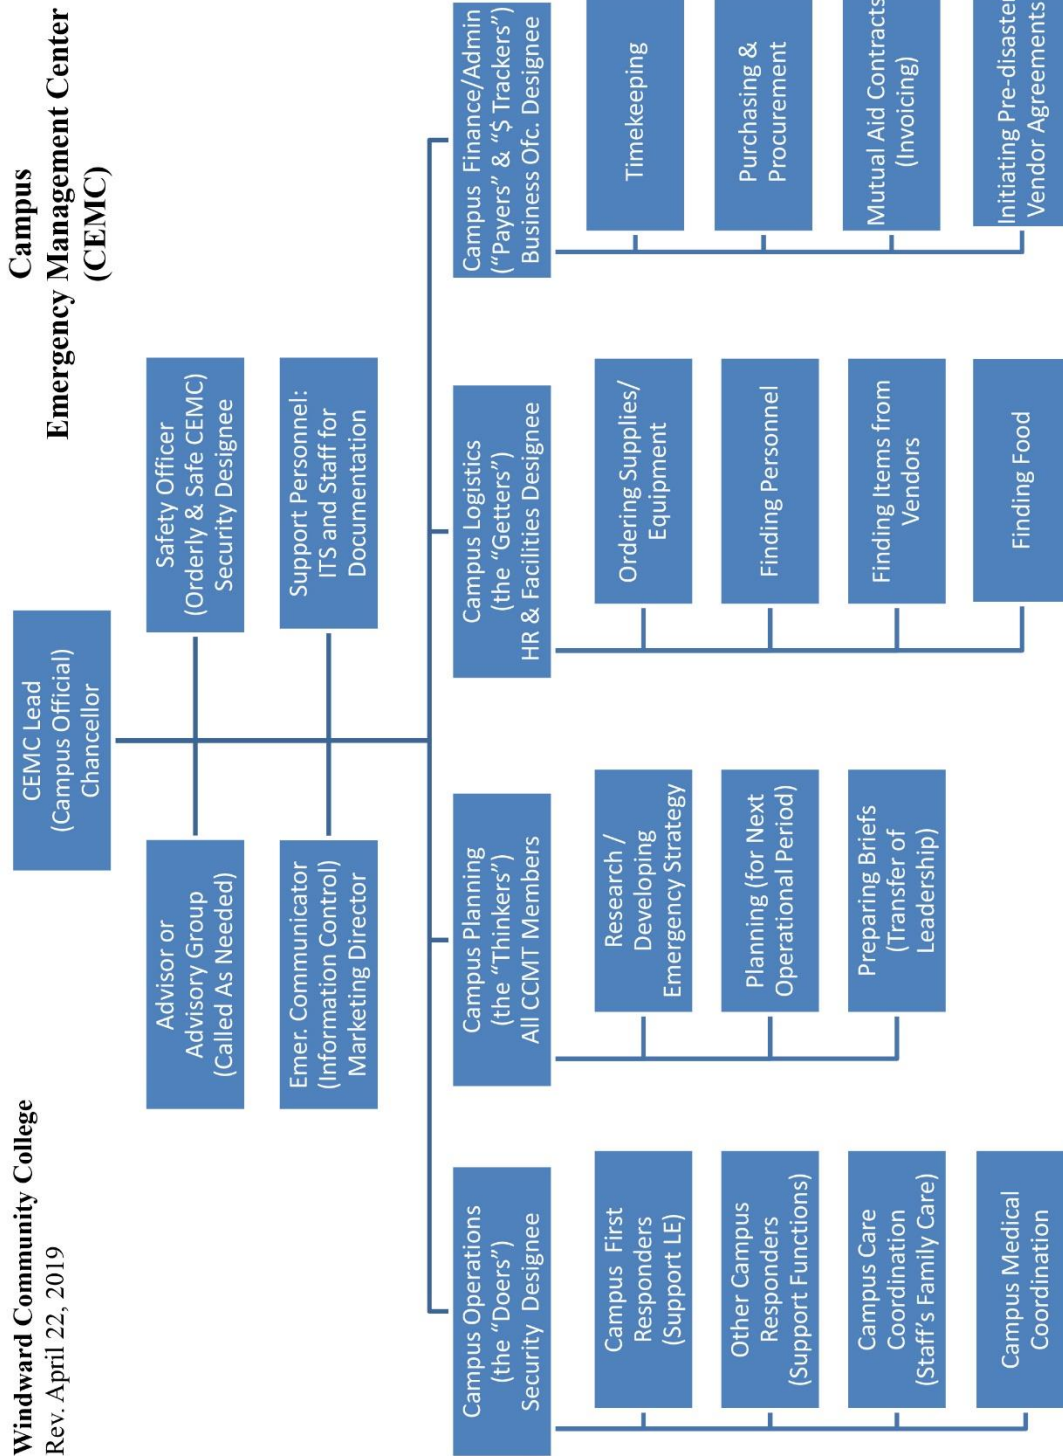 Windward Community College
Rev. April 22, 2019
Campus
Emergency Management Center
(CEMC)
CEMC Lead
(Campus Official)
Chancellor
Advisor or
Advisory Group
(Called As Needed)
Safety Officer
(Orderly & Safe CEMC)
Security Designee
Emer. Communicator
(Information Control)
Marketing Director
Support Personnel:
ITS and Staff for
Documentation
Campus Operations
(the “Doers”)
Security Designee
Campus First
Responders
(Support LE)
Other Campus
Responders
(Support Functions)
Campus Care
Coordination
(Staff’s Family Care)
Campus Medical
Coordination
Campus Planning
(the “Thinkers”)
All CCMT Members
Research /
Developing
Emergency Strategy
Planning (for Next
Operational Period)
Preparing Briefs
(Transfer of
Leadership)
Campus Logistics
(the “Getters”)
HR & Facilities Designee
Ordering Supplies/
Equipment
Finding Personnel
Finding Items from
Vendors
Finding Food
Campus Finance/Admin
(“Payers” & “$ Trackers”)
Business Ofc. Designee
Timekeeping
Purchasing &
Procurement
Mutual Aid Contracts
(Invoicing)
Initiating Pre-disaster
Vendor Agreements